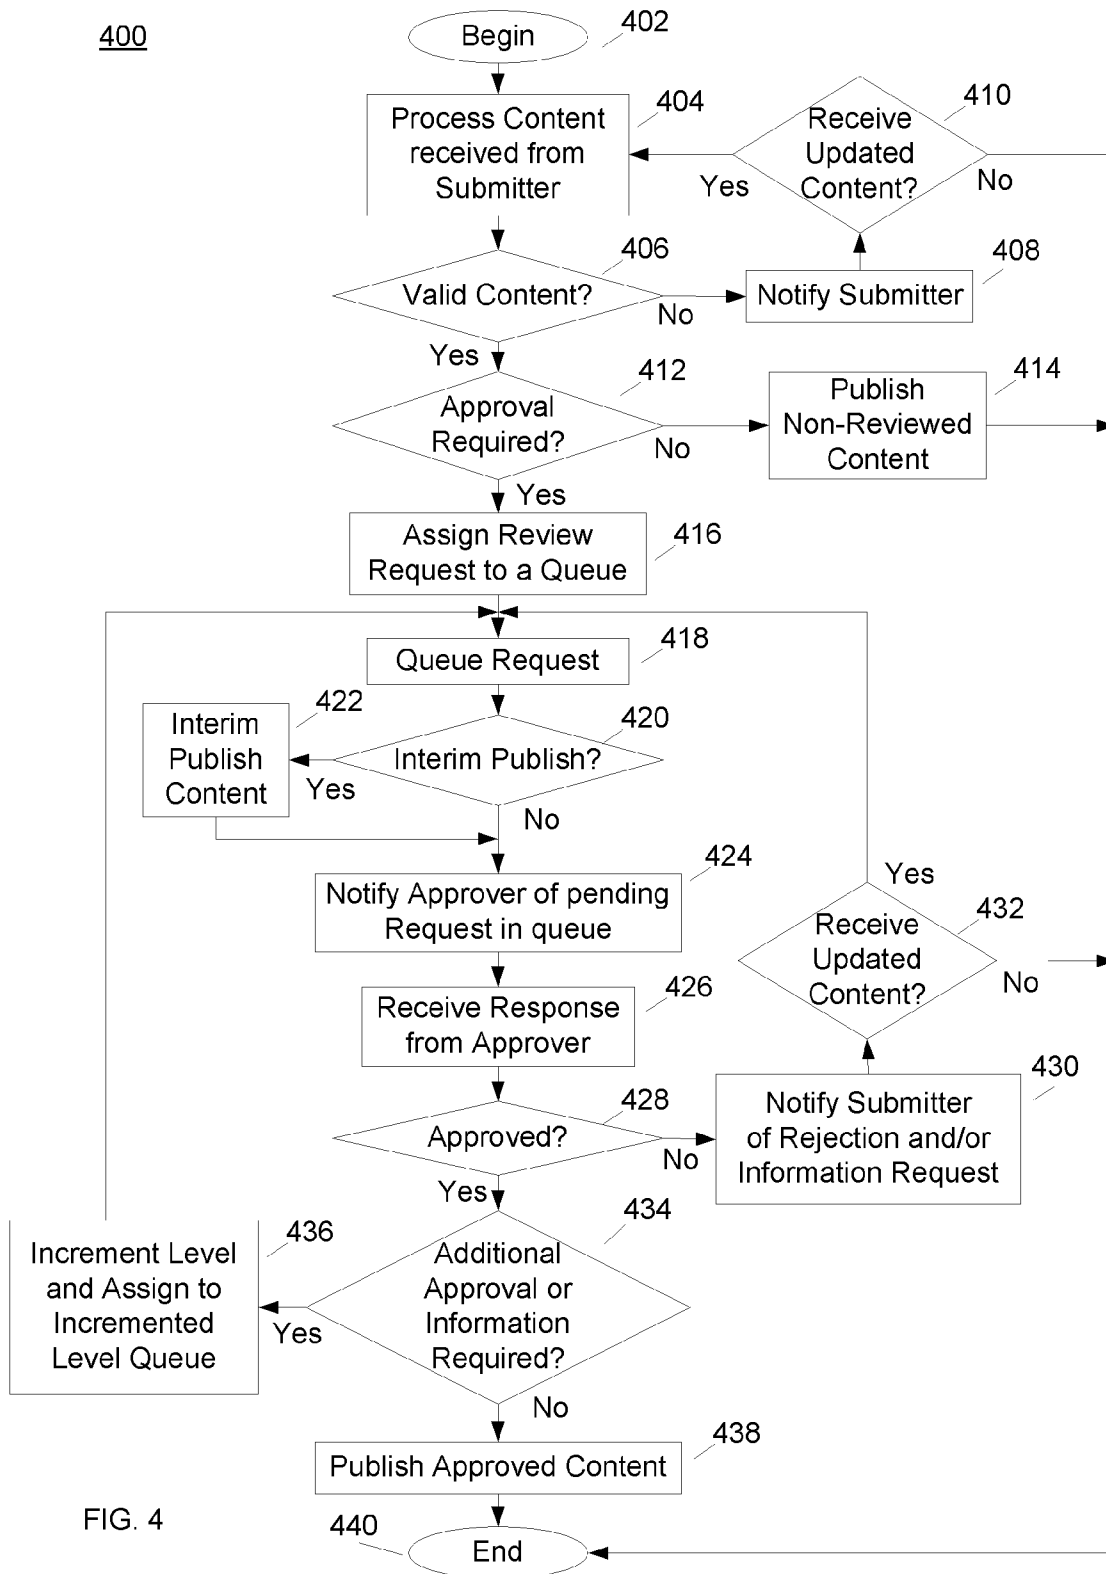 400
Begin
402
Process Content
received from
Submitter
404
Receive
Updated
Content?
410
Yes
No
Valid Content?
406
No
Notify Submitter
408
Yes
Approval
Required?
412
No
Publish
Non-Reviewed
Content
414
Yes
Assign Review
Request to a Queue
416
Queue Request
418
Interim
Publish
Content
422
Interim Publish?
420
Yes
No
Notify Approver of pending
Request in queue
424
Yes
Receive
Updated
Content?
432
No
Receive Response
from Approver
426
Approved?
428
No
Notify Submitter
of Rejection and/or
Information Request
430
Yes
Increment Level
and Assign to
Incremented
Level Queue
436
Yes
Additional
Approval or
Information
Required?
434
No
Publish Approved Content
438
FIG. 4
440
End